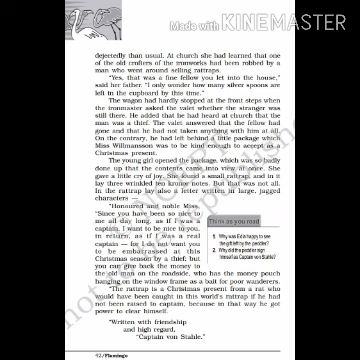 Made with KINEMASTER
dejectedly than usual. At church she had learned that one
of the old crofters of the ironworks had been robbed by a
man who went around selling rattraps.
"Yes, that was a fine fellow you let into the house,"
said her father. "I only wonder how many silver spoons are
left in the cupboard by this time."
The wagon had hardly stopped at the front steps when
the ironmaster asked the valet whether the stranger was
still there. He added that he had heard at church that the
man was a thief. The valet answered that the fellow had
gone and that he had not taken anything with him at all.
On the contrary, he had left behind a little package which
Miss Willmansson was to be kind enough to accept as a
Christmas present.
The young girl opened the package, which was so badly
done up that the contents came into view at once. She
gave a little cry of joy. She found a small rattrap, and in it
lay three wrinkled ten kronor notes. But that was not all.
In the rattrap lay also a letter written in large, jagged
characters —
"Honoured and noble Miss,
"Since you have been so nice to
me all day long, as if I was a
captain, I want to be nice to you,
in return, as if I was a real
captain — for I do not want you
to be embarrassed at this
Christmas season by a thief; but
you can give back the money to
the old man on the roadside, who has the money pouch
hanging on the window frame as a bait for poor wanderers.
"The rattrap is a Christmas present from a rat who
would have been caught in this world's rattrap if he had
not been raised to captain, because in that way he got
power to clear himself.
"Written with friendship
and high regard,
"Captain von Stahle."
Think as you read
1. Why was Edla happy to see
the gift left by the peddler?
2. Why did the peddler sign
himself as Captain von Stahle?
42/Flamingo